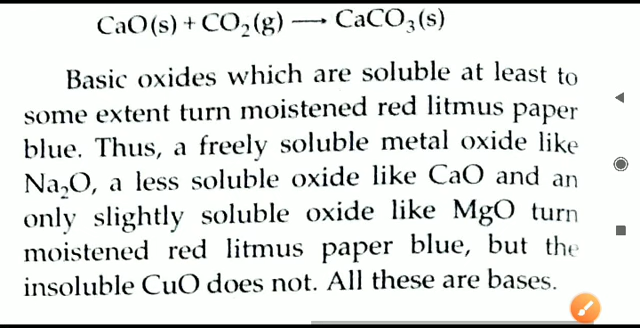 CaO(s) + CO₂(g) ⟶ CaCO₃(s)
Basic oxides which are soluble at least to
some extent turn moistened red litmus paper
blue. Thus, a freely soluble metal oxide like
Na₂O, a less soluble oxide like CaO and an
only slightly soluble oxide like MgO turn
moistened red litmus paper blue, but the
insoluble CuO does not. All these are bases.